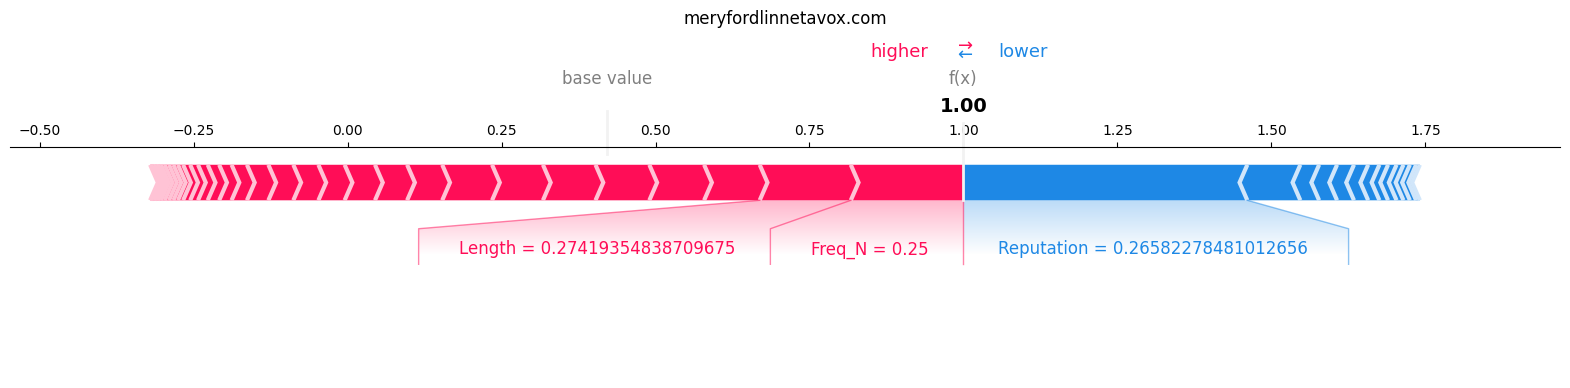 meryfordlinnetavox.com
higher ⇄ lower
base value f(x)
1.00
−0.50 −0.25 0.00 0.25 0.50 0.75 1.00 1.25 1.50 1.75
Length = 0.27419354838709675 Freq_N = 0.25 Reputation = 0.26582278481012656